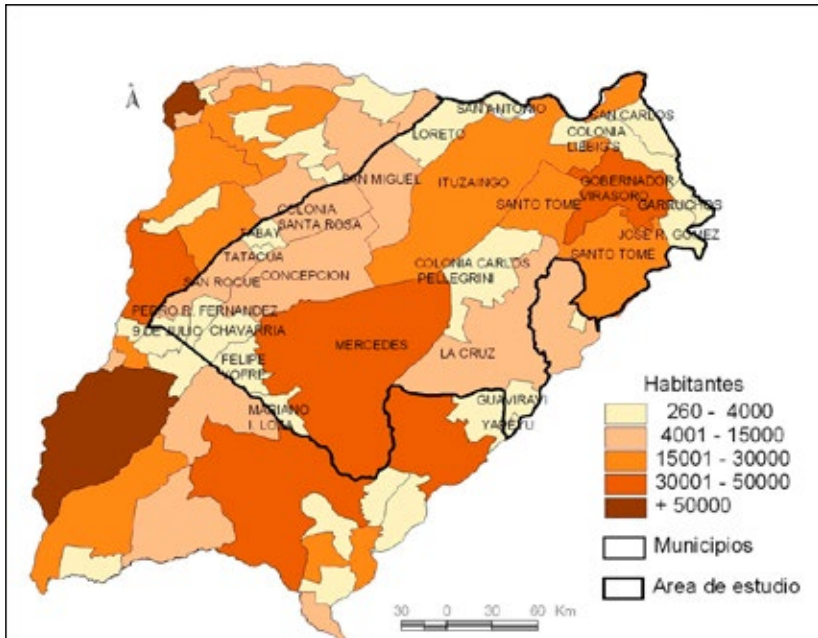 SAN ANTONIO
SAN CARLOS
LORETO
COLONIA
LIEBIG'S
SAN MIGUEL
ITUZAINGO
GOBERNADOR
VIRASORO
SANTO TOME
GARRUCHOS
COLONIA
SANTA ROSA
TABAY
JOSE R. GOMEZ
TATACUA
COLONIA CARLOS
PELLEGRINI
SANTO TOME
SAN ROQUE
CONCEPCION
PEDRO R. FERNANDEZ
9 DE JULIO
CHAVARRIA
MERCEDES
LA CRUZ
FELIPE
YOFRE
MARIANO
I. LOZA
GUAVIRAVI
YAPEYU
Habitantes
260 - 4000
4001 - 15000
15001 - 30000
30001 - 50000
+ 50000
Municipios
Area de estudio
30 0 30 60 Km